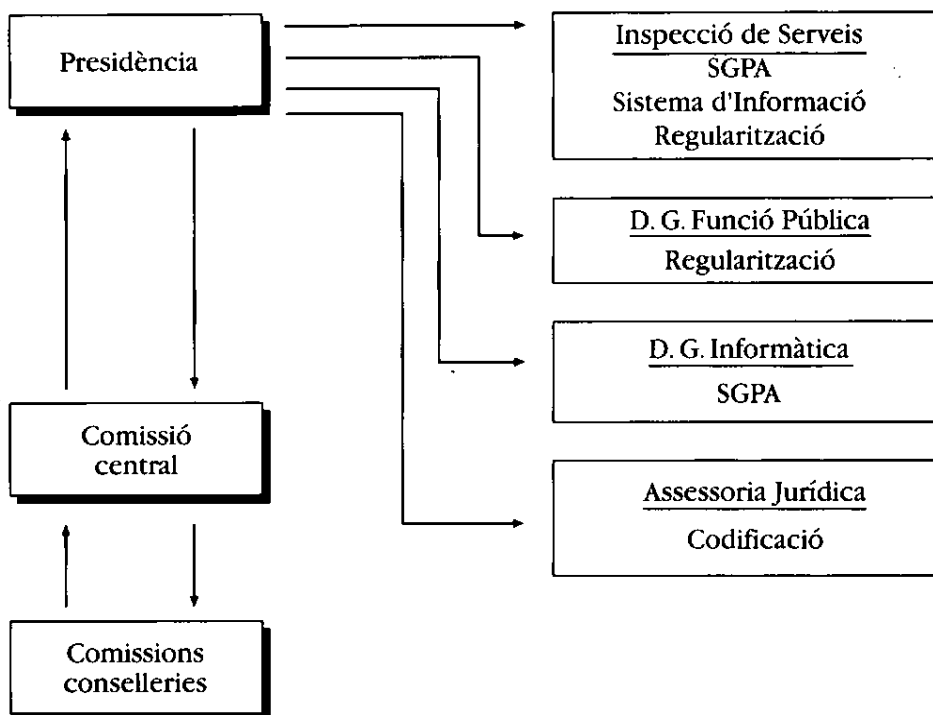 Presidència
Inspecció de Serveis
SGPA
Sistema d'Informació
Regularització
D. G. Funció Pública
Regularització
D. G. Informàtica
SGPA
Comissió
central
Assessoria Jurídica
Codificació
Comissions
conselleries